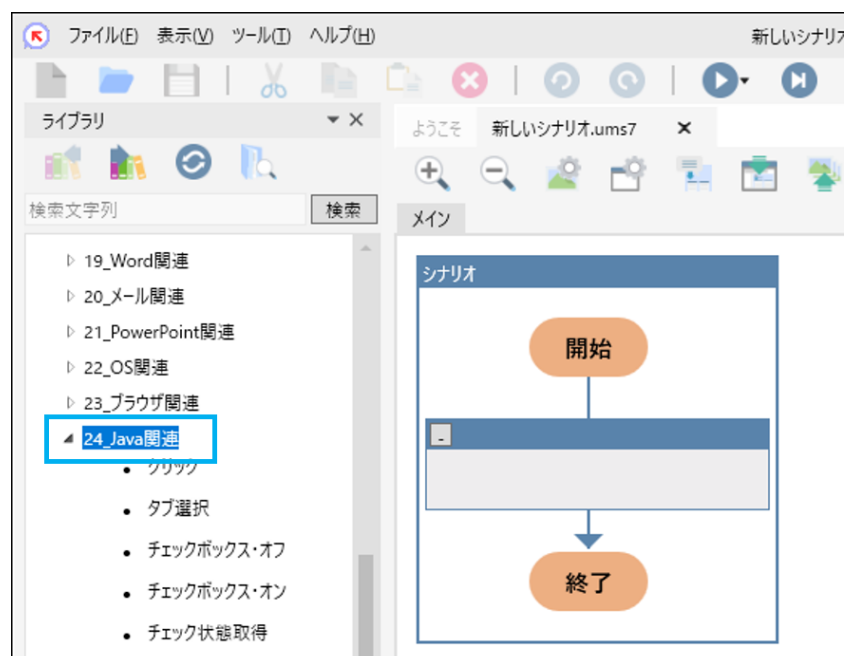 ファイル(F) 表示(V) ツール(T) ヘルプ(H)
新しいシナリオ
ライブラリ
ようこそ 新しいシナリオ.ums7
検索文字列 検索
メイン
19_Word関連
20_メール関連
21_PowerPoint関連
22_OS関連
23_ブラウザ関連
24_Java関連
クリック
タブ選択
チェックボックス・オフ
チェックボックス・オン
チェック状態取得
シナリオ
開始
-
終了